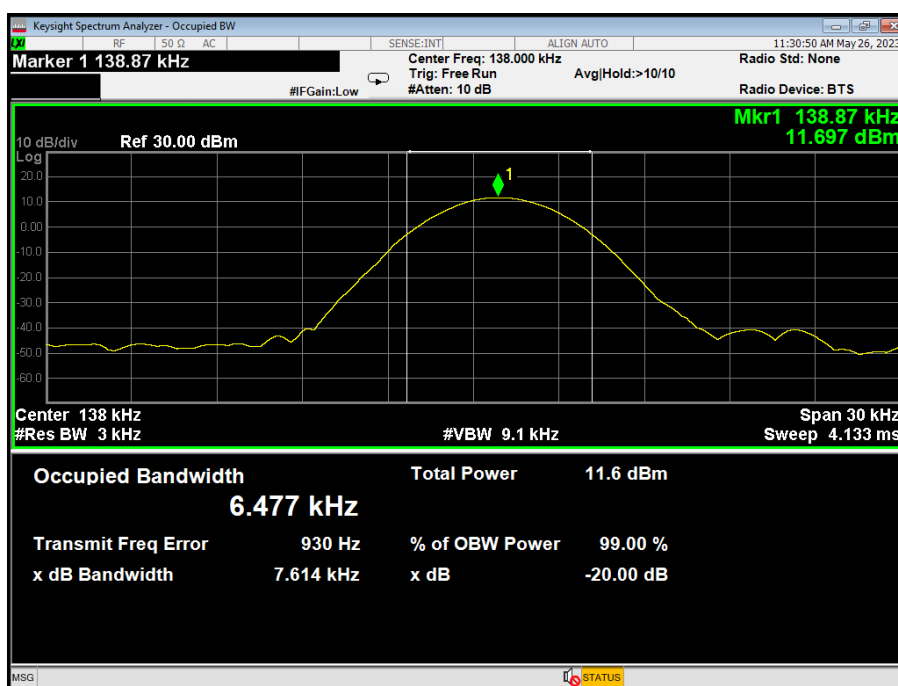 Keysight Spectrum Analyzer - Occupied BW
LXI RF 50 Ω AC SENSE:INT ALIGN AUTO 11:30:50 AM May 26, 2023
Marker 1 138.87 kHz
Center Freq: 138.000 kHz Radio Std: None
Trig: Free Run Avg|Hold:>10/10
#IFGain:Low #Atten: 10 dB Radio Device: BTS
Mkr1 138.87 kHz
11.697 dBm
10 dB/div Ref 30.00 dBm
Log
20.0
1
10.0
0.00
-10.0
-20.0
-30.0
-40.0
-50.0
-60.0
Center 138 kHz Span 30 kHz
#Res BW 3 kHz #VBW 9.1 kHz Sweep 4.133 ms
Occupied Bandwidth Total Power 11.6 dBm
6.477 kHz
Transmit Freq Error 930 Hz % of OBW Power 99.00 %
x dB Bandwidth 7.614 kHz x dB -20.00 dB
MSG STATUS